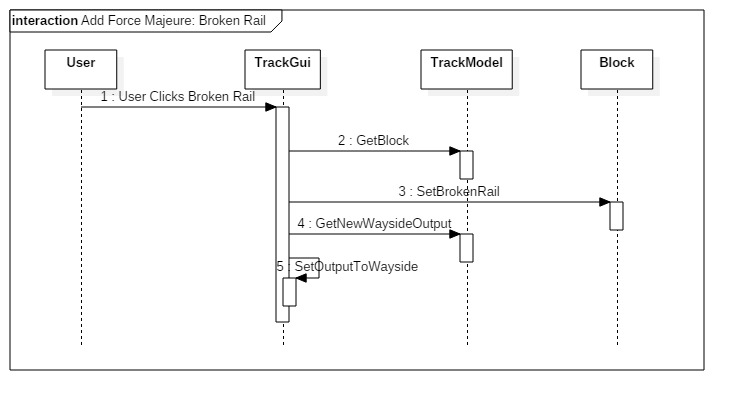 interaction Add Force Majeure: Broken Rail
User
TrackGui
TrackModel
Block
1 : User Clicks Broken Rail
2 : GetBlock
3 : SetBrokenRail
4 : GetNewWaysideOutput
5 : SetOutputToWayside